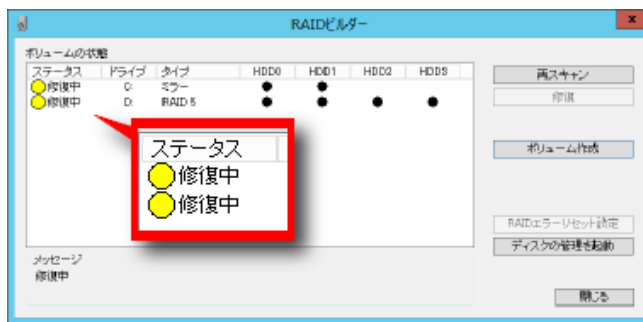 RAIDビルダー
ボリュームの状態
ステータス ドライブ タイプ HDD0 HDD1 HDD2 HDD3
修復中 C: ミラー
修復中 D: RAID 5
ステータス
修復中
修復中
再スキャン
修復
ボリューム作成
RAIDエラーリセット設定
ディスクの管理を起動
メッセージ
修復中
閉じる